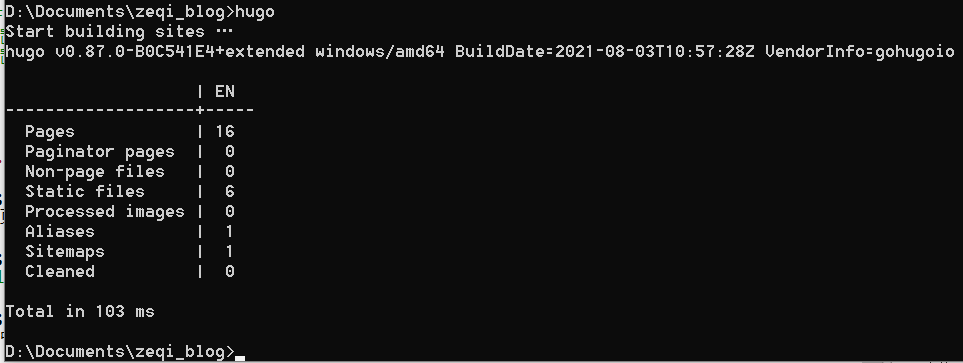 D:\Documents\zeqi_blog>hugo
Start building sites …
hugo v0.87.0-B0C541E4+extended windows/amd64 BuildDate=2021-08-03T10:57:28Z VendorInfo=gohugoio
                   | EN
-------------------+-----
  Pages            | 16
  Paginator pages  |  0
  Non-page files   |  0
  Static files     |  6
  Processed images |  0
  Aliases          |  1
  Sitemaps         |  1
  Cleaned          |  0
Total in 103 ms
D:\Documents\zeqi_blog>